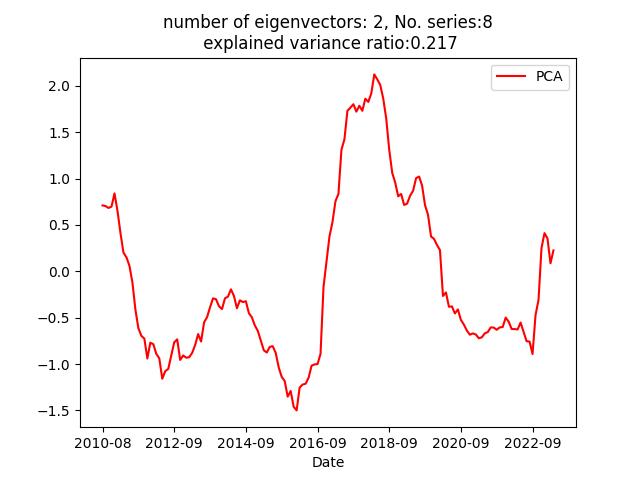 number of eigenvectors: 2, No. series:8
explained variance ratio:0.217
PCA
2.0
1.5
1.0
0.5
0.0
−0.5
−1.0
−1.5
2010-08 2012-09 2014-09 2016-09 2018-09 2020-09 2022-09
Date